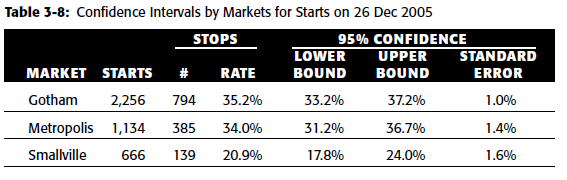 Table 3-8: Confidence Intervals by Markets for Starts on 26 Dec 2005
STOPS 95% CONFIDENCE
LOWER UPPER STANDARD
MARKET STARTS # RATE BOUND BOUND ERROR
Gotham 2,256 794 35.2% 33.2% 37.2% 1.0%
Metropolis 1,134 385 34.0% 31.2% 36.7% 1.4%
Smallville 666 139 20.9% 17.8% 24.0% 1.6%